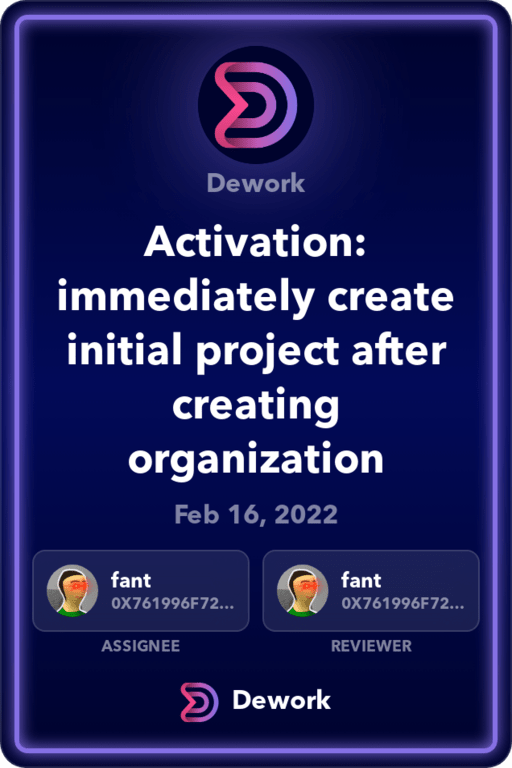 Dework
Activation:
immediately create
initial project after
creating
organization
Feb 16, 2022
fant
0X761996F72...
ASSIGNEE
fant
0X761996F72...
REVIEWER
Dework